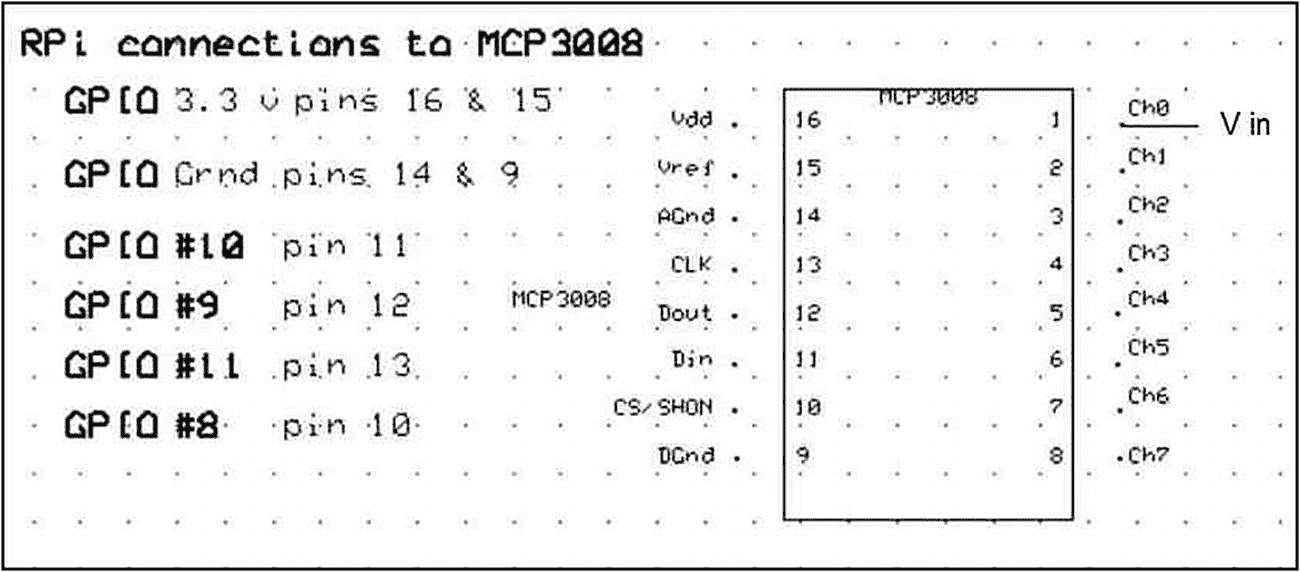 RPi connections to MCP3008
GPIO 3.3 v pins 16 & 15
GPIO Grnd pins 14 & 9
GPIO #10 pin 11
GPIO #9 pin 12
GPIO #11 pin 13
GPIO #8 pin 10
MCP3008
MCP3008
Vdd 16 1 Ch0 V in
Vref 15 2 Ch1
AGnd 14 3 Ch2
CLK 13 4 Ch3
Dout 12 5 Ch4
Din 11 6 Ch5
CS/SHDN 10 7 Ch6
DGnd 9 8 Ch7